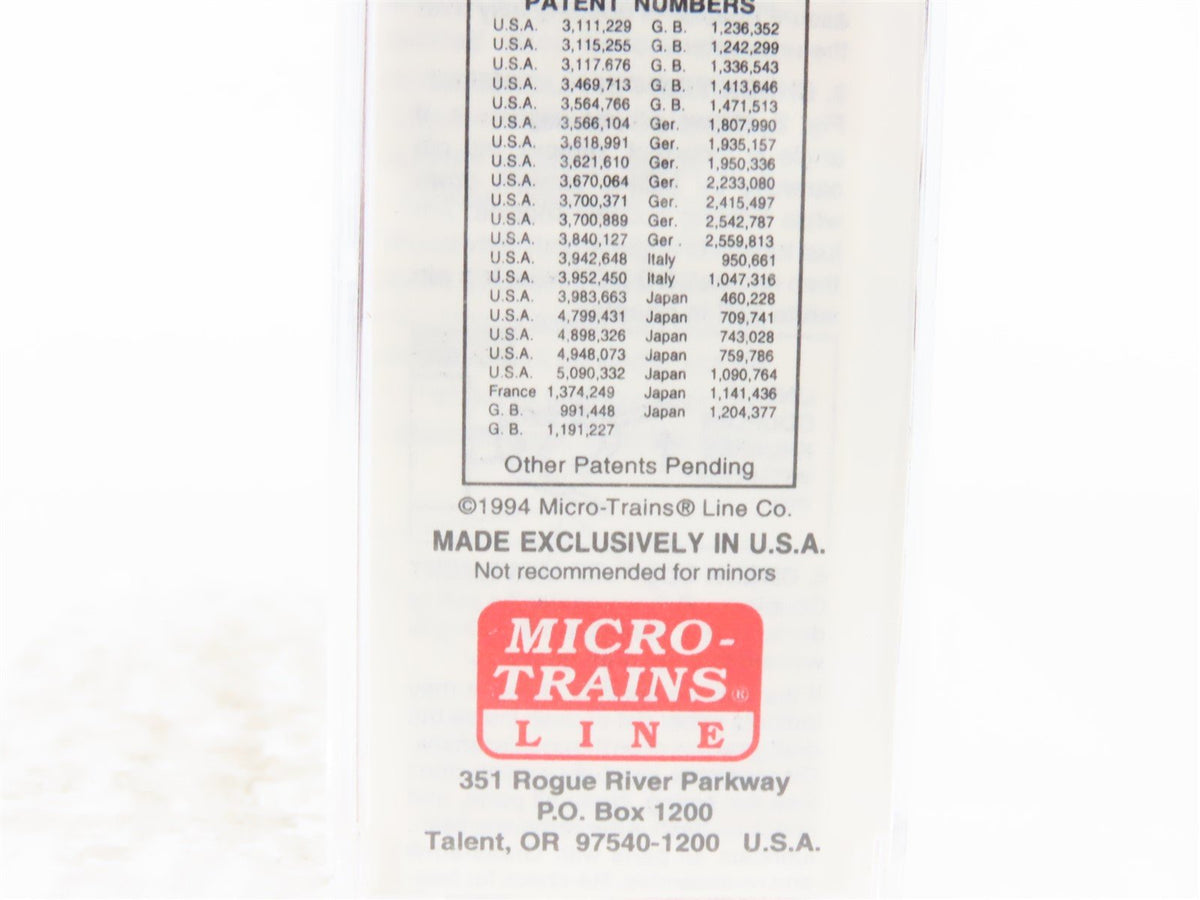 PATENT NUMBERS
U.S.A. 3,111,229 G. B. 1,236,352
U.S.A. 3,115,255 G. B. 1,242,299
U.S.A. 3,117.676 G. B. 1,336,543
U.S.A. 3,469,713 G. B. 1,413,646
U.S.A. 3,564,766 G. B. 1,471,513
U.S.A. 3,566,104 Ger. 1,807,990
U.S.A. 3,618,991 Ger. 1,935,157
U.S.A. 3,621,610 Ger. 1,950,336
U.S.A. 3,670,064 Ger. 2,233,080
U.S.A. 3,700,371 Ger. 2,415,497
U.S.A. 3,700,889 Ger. 2,542,787
U.S.A. 3,840,127 Ger . 2,559,813
U.S.A. 3,942,648 Italy 950,661
U.S.A. 3,952,450 Italy 1,047,316
U.S.A. 3,983,663 Japan 460,228
U.S.A. 4,799,431 Japan 709,741
U.S.A. 4,898,326 Japan 743,028
U.S.A. 4,948,073 Japan 759,786
U.S.A. 5,090,332 Japan 1,090,764
France 1,374,249 Japan 1,141,436
G. B. 991,448 Japan 1,204,377
G. B. 1,191,227
Other Patents Pending
©1994 Micro-Trains® Line Co.
MADE EXCLUSIVELY IN U.S.A.
Not recommended for minors
MICRO-
TRAINS®
LINE
351 Rogue River Parkway
P.O. Box 1200
Talent, OR 97540-1200 U.S.A.